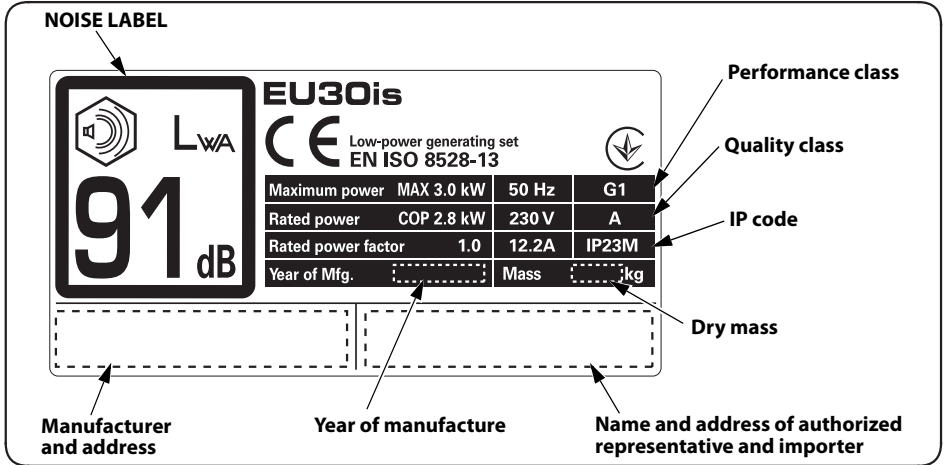 NOISE LABEL
LWA
91 dB
EU30is
CE Low-power generating set
EN ISO 8528-13
Maximum power MAX 3.0 kW 50 Hz G1
Rated power COP 2.8 kW 230 V A
Rated power factor 1.0 12.2A IP23M
Year of Mfg. Mass kg
Performance class
Quality class
IP code
Dry mass
Manufacturer
and address
Year of manufacture
Name and address of authorized
representative and importer